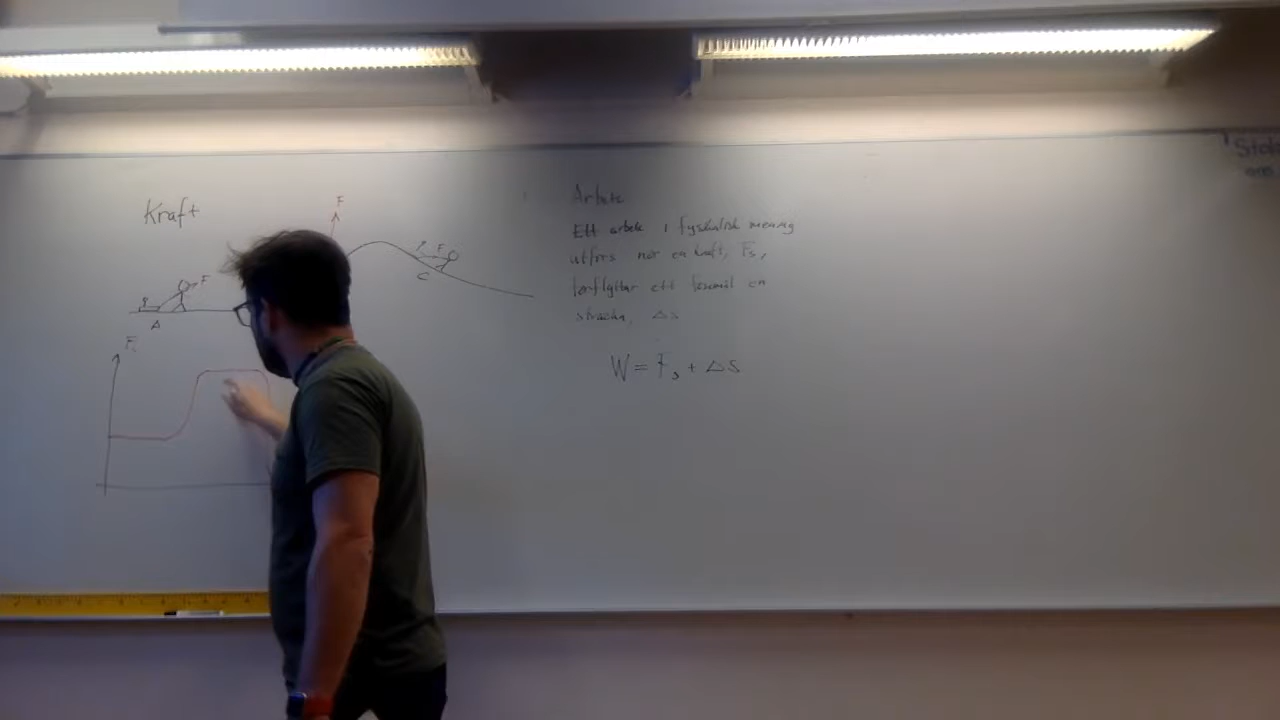 Kraft
F
F
A
F
C
F
Arbete
Ett arbete i fysikalisk mening
utförs när en kraft, Fs,
förflyttar ett föremål en
sträcka, Δs
W = Fs + Δs
Stol